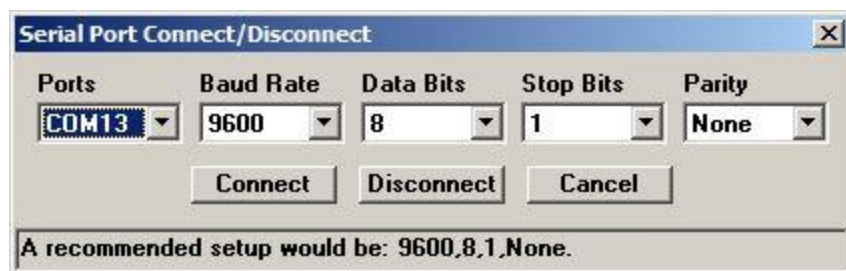 Serial Port Connect/Disconnect
Ports Baud Rate Data Bits Stop Bits Parity
COM13 9600 8 1 None
Connect Disconnect Cancel
A recommended setup would be: 9600,8,1,None.